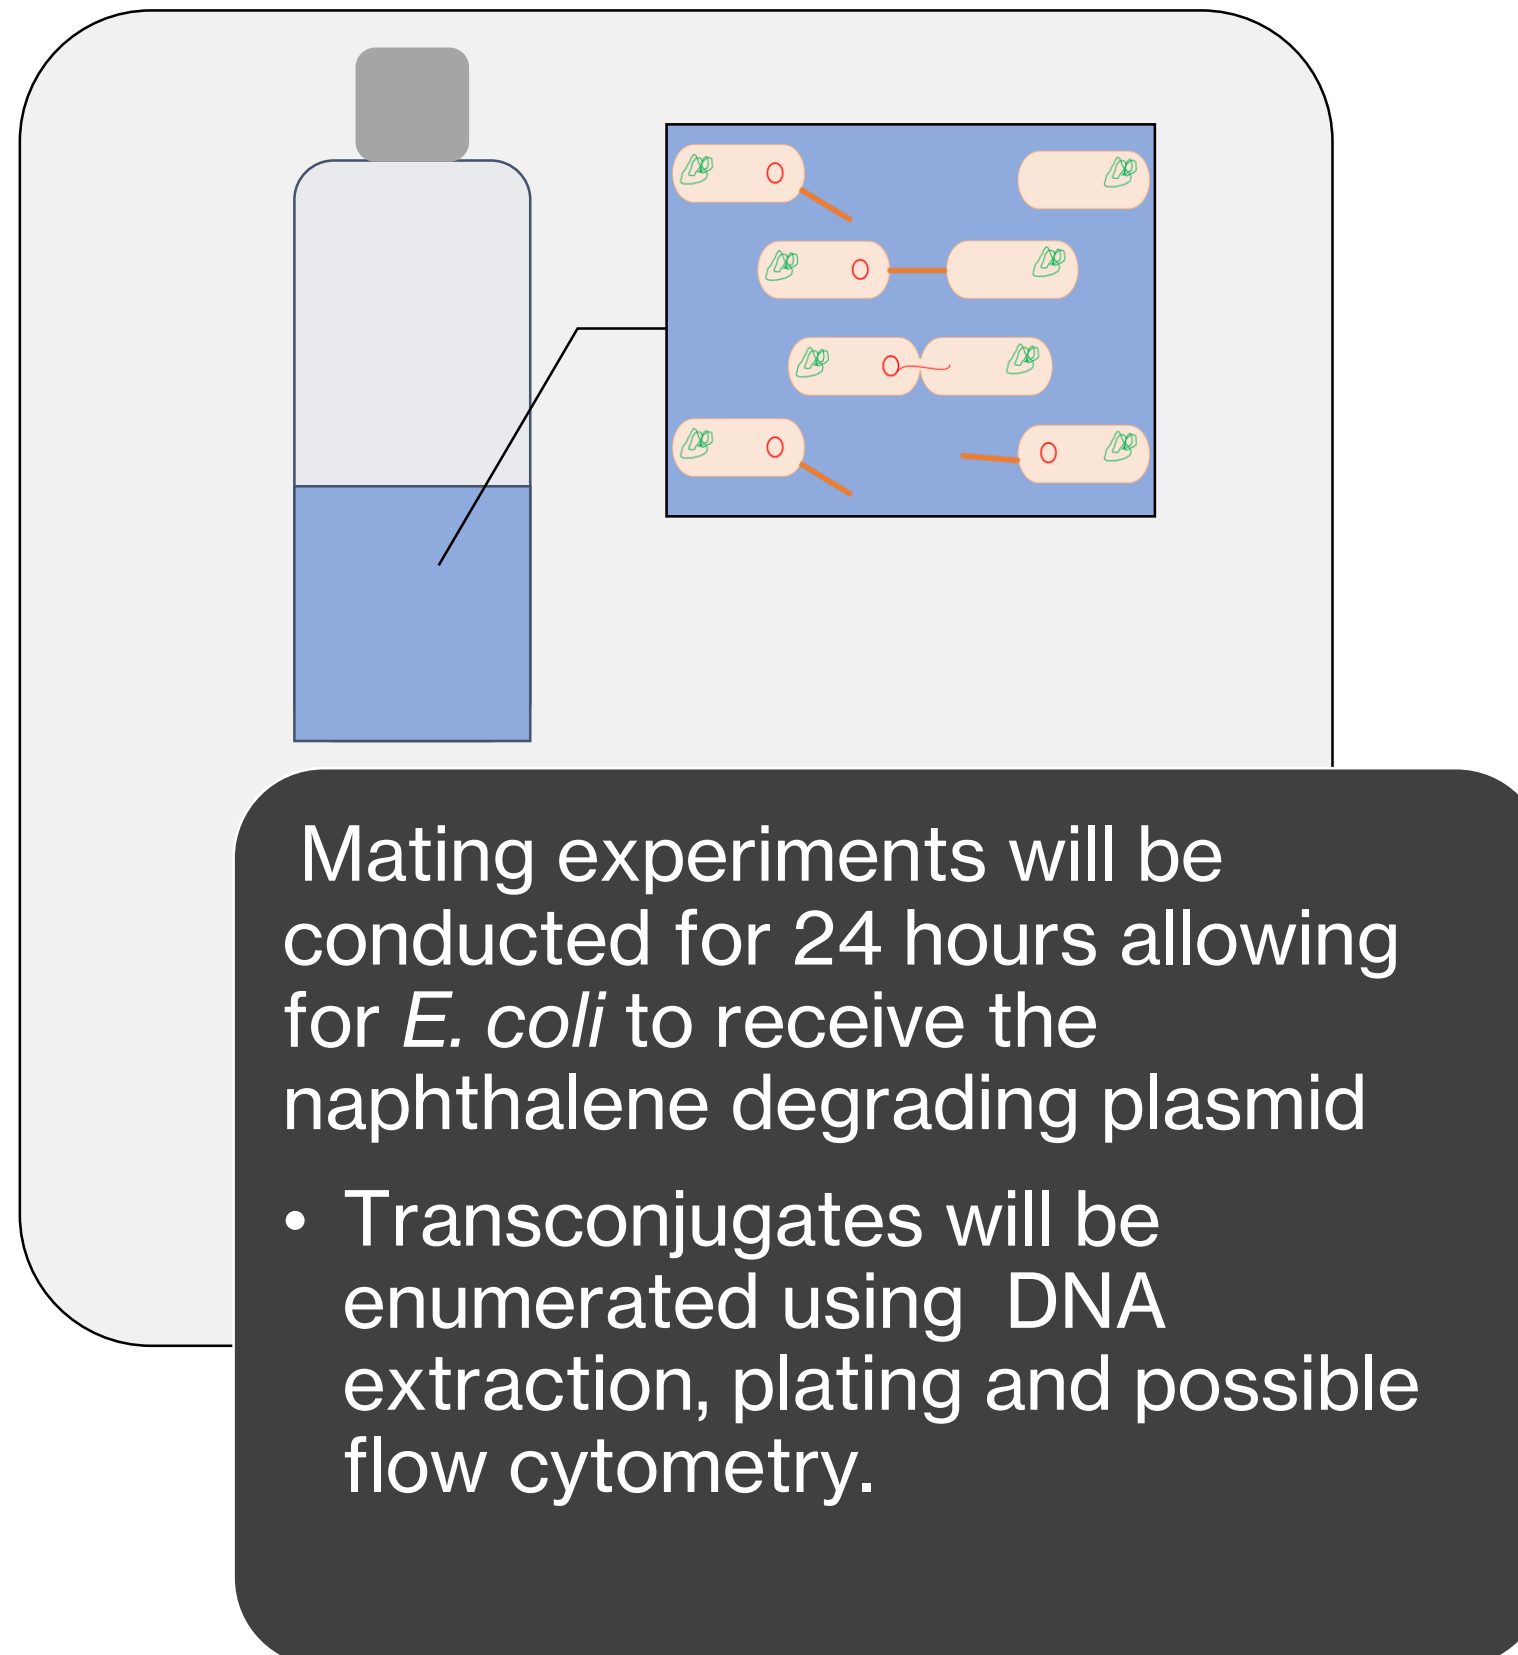 Mating experiments will be
conducted for 24 hours allowing
for E. coli to receive the
naphthalene degrading plasmid
• Transconjugates will be
enumerated using  DNA
extraction, plating and possible
flow cytometry.